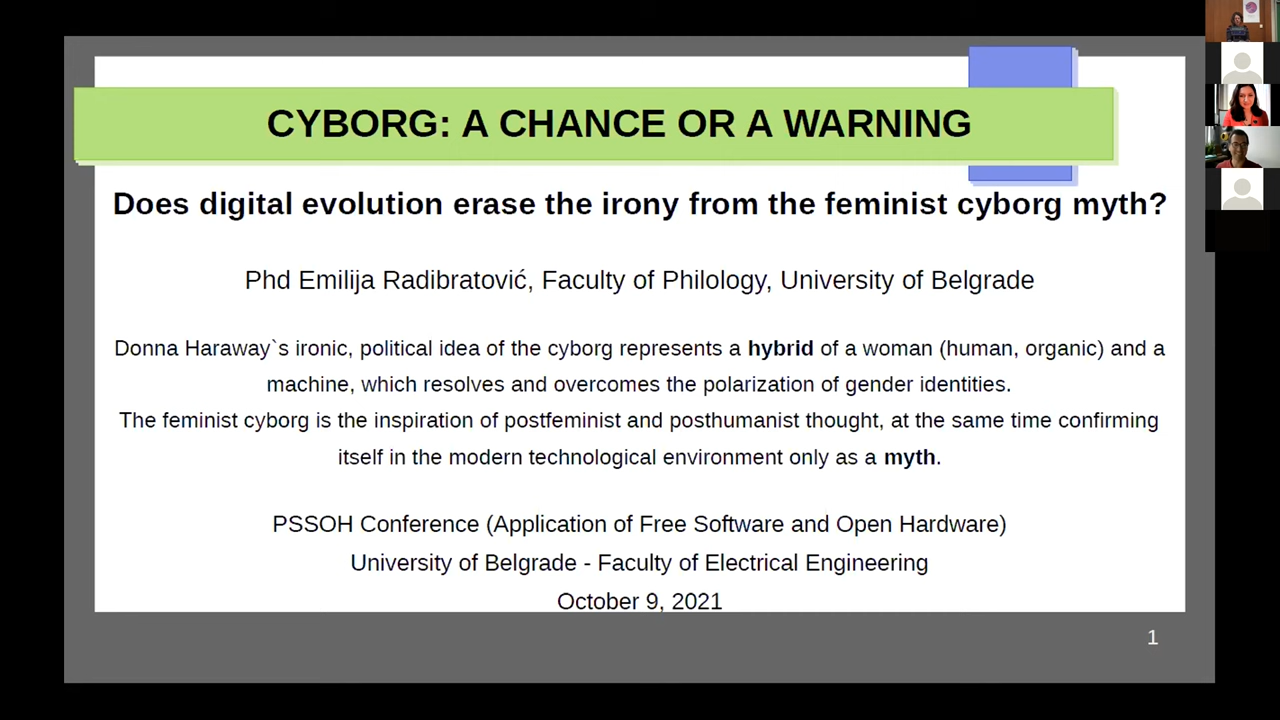 CYBORG: A CHANCE OR A WARNING
Does digital evolution erase the irony from the feminist cyborg myth?
Phd Emilija Radibratović, Faculty of Philology, University of Belgrade
Donna Haraway`s ironic, political idea of the cyborg represents a hybrid of a woman (human, organic) and a
machine, which resolves and overcomes the polarization of gender identities.
The feminist cyborg is the inspiration of postfeminist and posthumanist thought, at the same time confirming
itself in the modern technological environment only as a myth.
PSSOH Conference (Application of Free Software and Open Hardware)
University of Belgrade - Faculty of Electrical Engineering
October 9, 2021
1